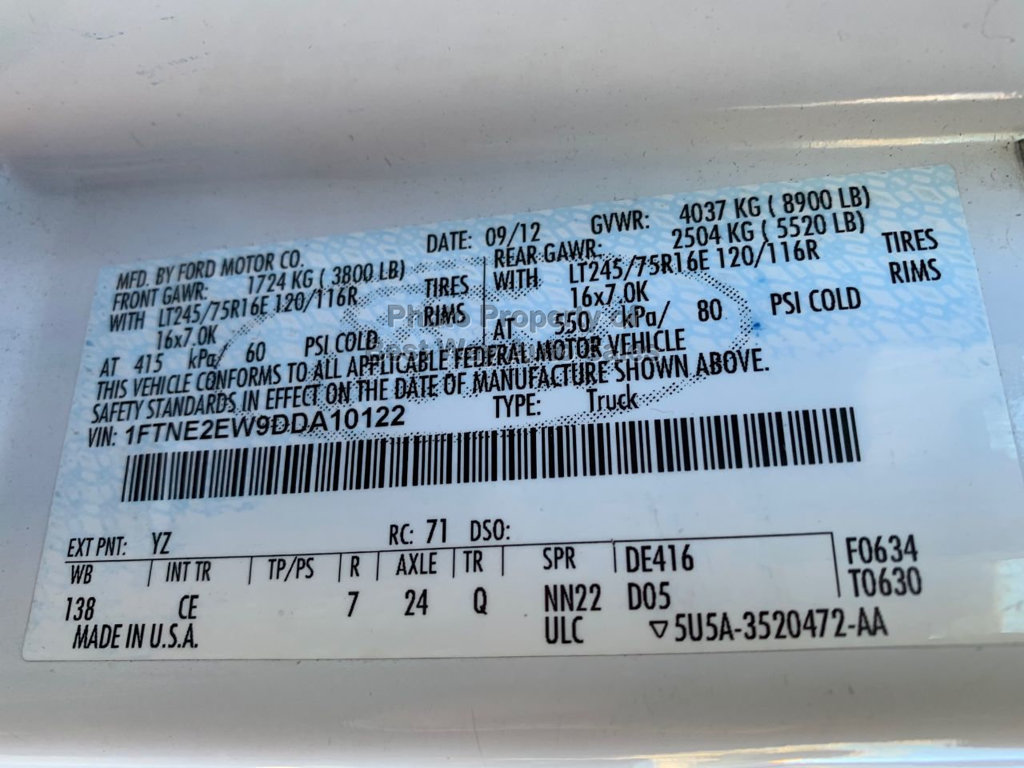 MFD. BY FORD MOTOR CO. DATE: 09/12 GVWR: 4037 KG ( 8900 LB)
FRONT GAWR: 1724 KG ( 3800 LB) REAR GAWR: 2504 KG ( 5520 LB)
WITH LT245/75R16E 120/116R TIRES WITH LT245/75R16E 120/116R TIRES
16x7.0K RIMS 16x7.0K RIMS
AT 415 kPa/ 60 PSI COLD AT 550 kPa/ 80 PSI COLD
THIS VEHICLE CONFORMS TO ALL APPLICABLE FEDERAL MOTOR VEHICLE
SAFETY STANDARDS IN EFFECT ON THE DATE OF MANUFACTURE SHOWN ABOVE.
VIN: 1FTNE2EW9DDA10122 TYPE: Truck
EXT PNT: YZ RC: 71 DSO:
WB INT TR TP/PS R AXLE TR SPR DE416 F0634
138 CE 7 24 Q NN22 D05 T0630
MADE IN U.S.A. ULC ▽5U5A-3520472-AA
Photo Property of